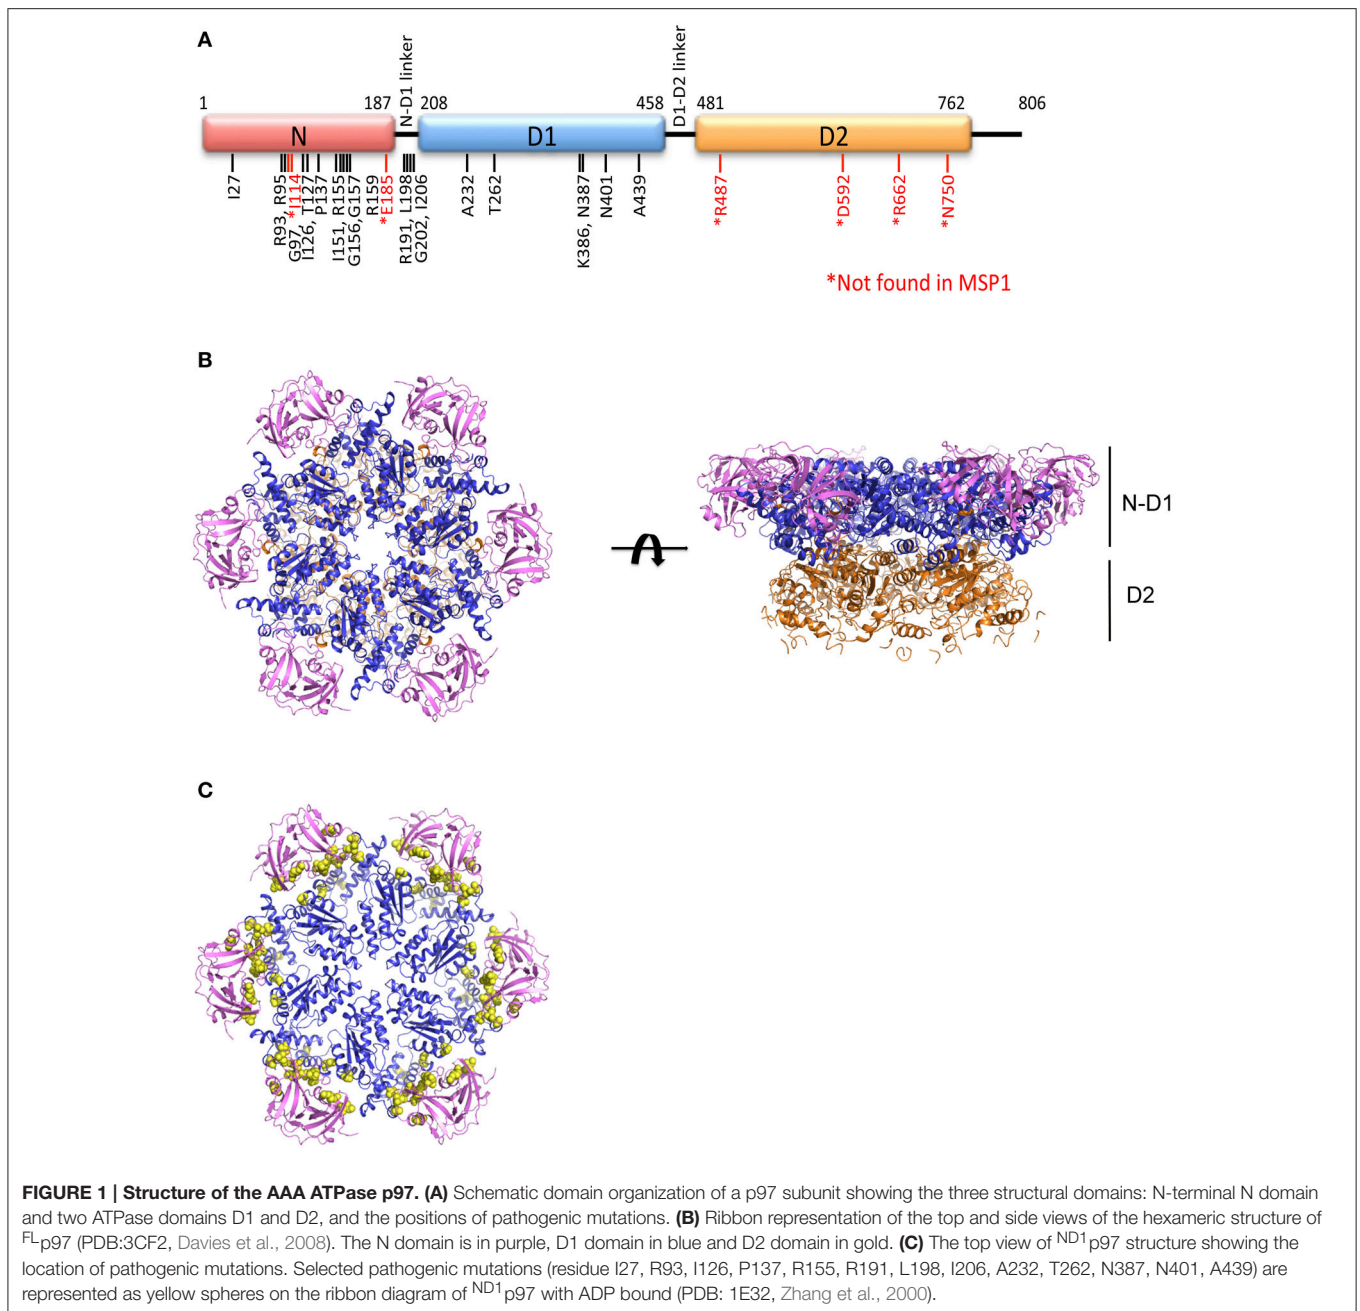 A
N-D1 linker
D1-D2 linker
1 187 208 458 481 762 806
N D1 D2
I27
R93, R95
G97, *I114
I126, T127
P137
I151, R155
G156,G157
R159
*E185
R191, L198
G202, I206
A232
T262
K386, N387
N401
A439
*R487
*D592
*R662
*N750
*Not found in MSP1
B
N-D1
D2
C
FIGURE 1 | Structure of the AAA ATPase p97. (A) Schematic domain organization of a p97 subunit showing the three structural domains: N-terminal N domain
and two ATPase domains D1 and D2, and the positions of pathogenic mutations. (B) Ribbon representation of the top and side views of the hexameric structure of
FLp97 (PDB:3CF2, Davies et al., 2008). The N domain is in purple, D1 domain in blue and D2 domain in gold. (C) The top view of ND1p97 structure showing the
location of pathogenic mutations. Selected pathogenic mutations (residue I27, R93, I126, P137, R155, R191, L198, I206, A232, T262, N387, N401, A439) are
represented as yellow spheres on the ribbon diagram of ND1p97 with ADP bound (PDB: 1E32, Zhang et al., 2000).